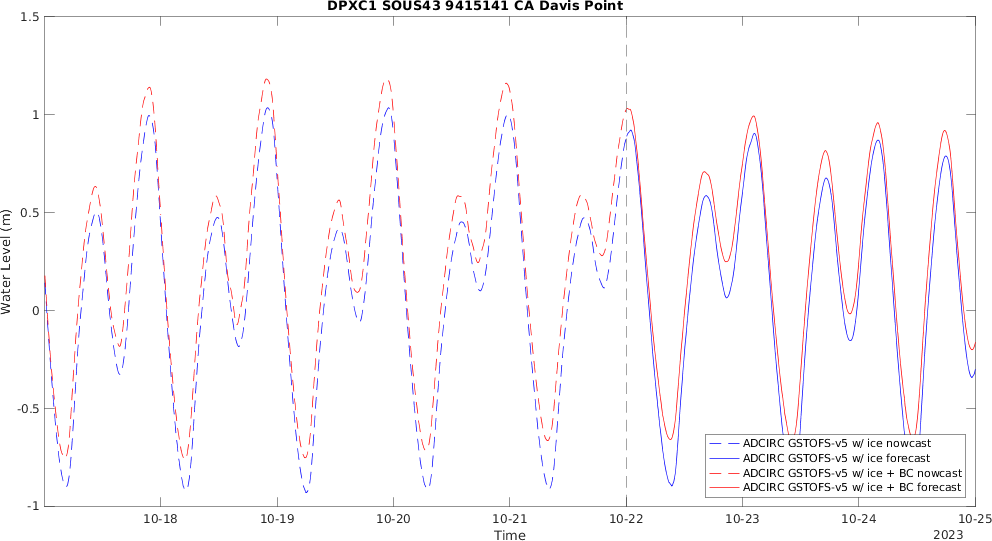 DPXC1 SOUS43 9415141 CA Davis Point
1.5
1
0.5
0
-0.5
-1
Water Level (m)
10-18
10-19
10-20
10-21
10-22
10-23
10-24
10-25
Time
2023
ADCIRC GSTOFS-v5 w/ ice nowcast
ADCIRC GSTOFS-v5 w/ ice forecast
ADCIRC GSTOFS-v5 w/ ice + BC nowcast
ADCIRC GSTOFS-v5 w/ ice + BC forecast